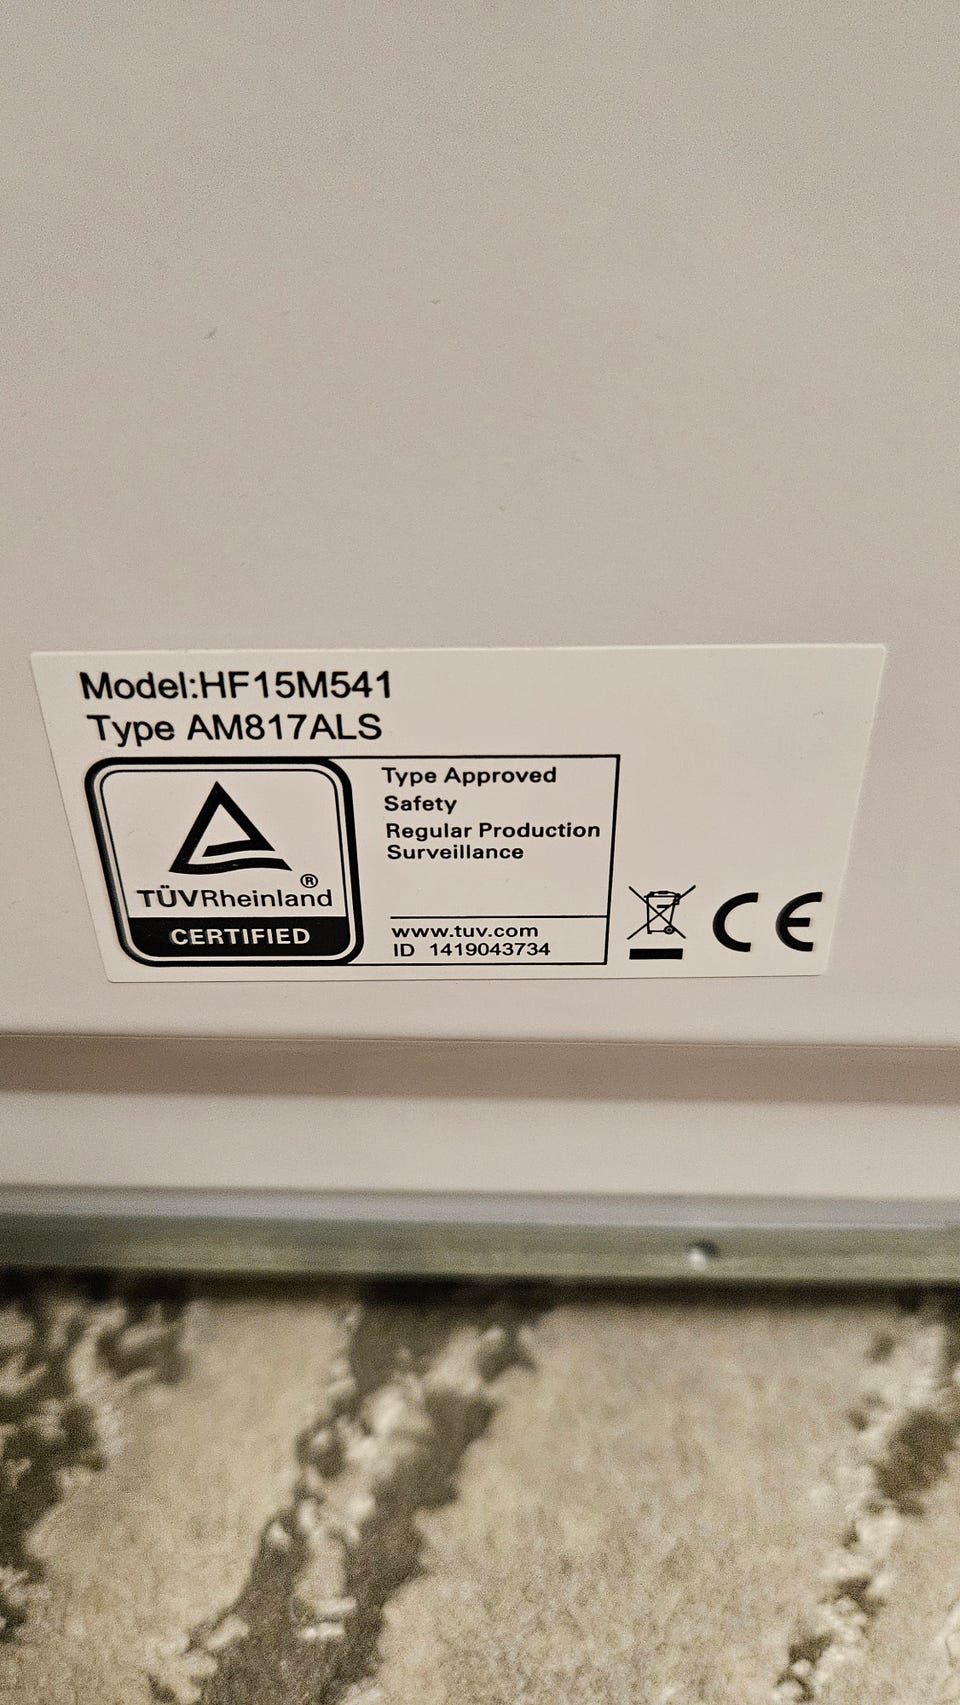 Model:HF15M541
Type AM817ALS
TÜVRheinland®
CERTIFIED
Type Approved
Safety
Regular Production
Surveillance
www.tuv.com
ID 1419043734
CE